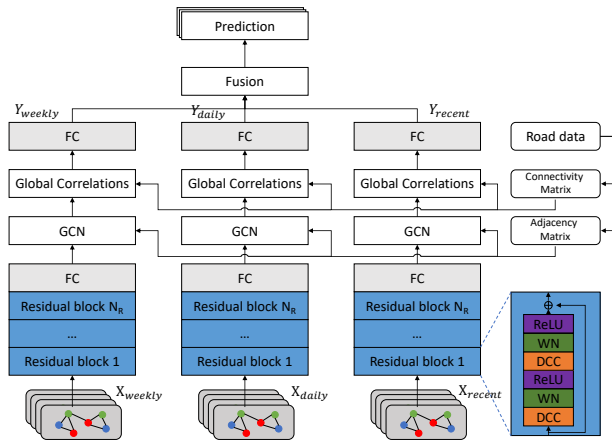 Prediction
Fusion
Y_weekly
Y_daily
Y_recent
FC
FC
FC
Road data
Global Correlations
Global Correlations
Global Correlations
Connectivity
Matrix
GCN
GCN
GCN
Adjacency
Matrix
FC
FC
FC
Residual block N_R
Residual block N_R
Residual block N_R
...
...
...
Residual block 1
Residual block 1
Residual block 1
ReLU
WN
DCC
ReLU
WN
DCC
X_weekly
X_daily
X_recent